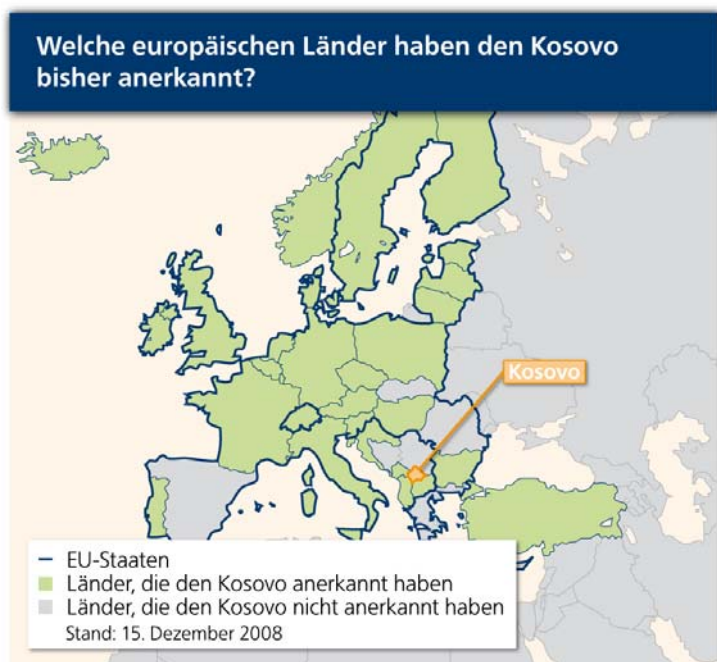 Welche europäischen Länder haben den Kosovo
bisher anerkannt?
Kosovo
EU-Staaten
Länder, die den Kosovo anerkannt haben
Länder, die den Kosovo nicht anerkannt haben
Stand: 15. Dezember 2008